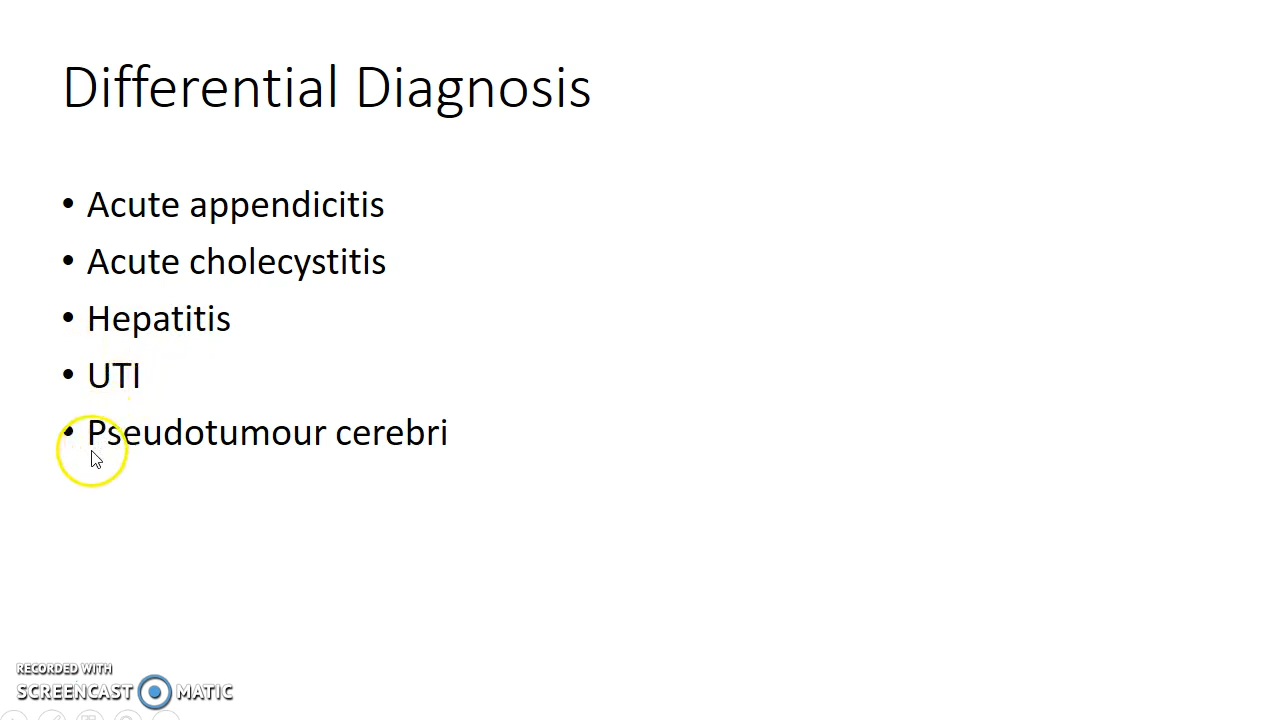 Differential Diagnosis
• Acute appendicitis
• Acute cholecystitis
• Hepatitis
• UTI
• Pseudotumour cerebri
RECORDED WITH
SCREENCAST MATIC